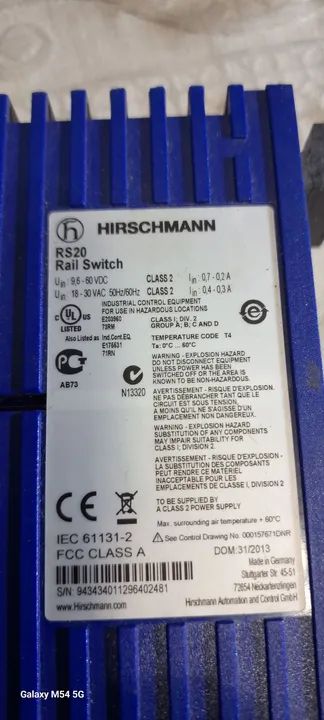 h HIRSCHMANN
RS20
Rail Switch
Uin: 9,6 - 60 VDC CLASS 2 Iin: 0,7 - 0,2 A
Uin: 18 - 30 VAC 50Hz/60Hz CLASS 2 Iin: 0,4 - 0,3 A
INDUSTRIAL CONTROL EQUIPMENT
FOR USE IN HAZARDOUS LOCATIONS
c UL US LISTED E203960 CLASS I; DIV. 2
73RM GROUP A; B; C AND D
Also Listed as Ind.Cont.EQ. TEMPERATURE CODE T4
E175531 Ta: 0°C ... 60°C
71RN
WARNING - EXPLOSION HAZARD
DO NOT DISCONNECT EQUIPMENT
WHILE UNLESS POWER HAS BEEN
SWITCHED OFF OR THE AREA IS
KNOWN TO BE NON-HAZARDOUS.
AB73
N13320
AVERTISSEMENT - RISQUE D'EXPLOSION.
NE PAS DEBRANCHER TANT QUE LE
CIRCUIT EST SOUS TENSION,
A MOINS QU'IL NE S'AGISSE D'UN
EMPLACEMENT NON DANGEREUX.
WARNING - EXPLOSION HAZARD
SUBSTITUTION OF ANY COMPONENTS
MAY IMPAIR SUITABILITY FOR
CLASS I, DIVISION 2.
AVERTISSEMENT - RISQUE D'EXPLOSION
LA SUBSTITUTION DES COMPOSANTS
PEUT RENDRE CE MATERIEL
INACCEPTABLE POUR LES
EMPLACEMENTS DE CLASSE I, DIVISION 2
TO BE SUPPLIED BY
A CLASS 2 POWER SUPPLY
Max. surrounding air temperature + 60°C
CE
IEC 61131-2
FCC CLASS A
See Control Drawing No. 000157671DNR
DOM:31/2013
Made in Germany
Stuttgarter Str. 45-51
72654 Neckartenzlingen
Hirschmann Automation and Control GmbH
S/N: 943434011296402481
www.Hirschmann.com
Galaxy M54 5G